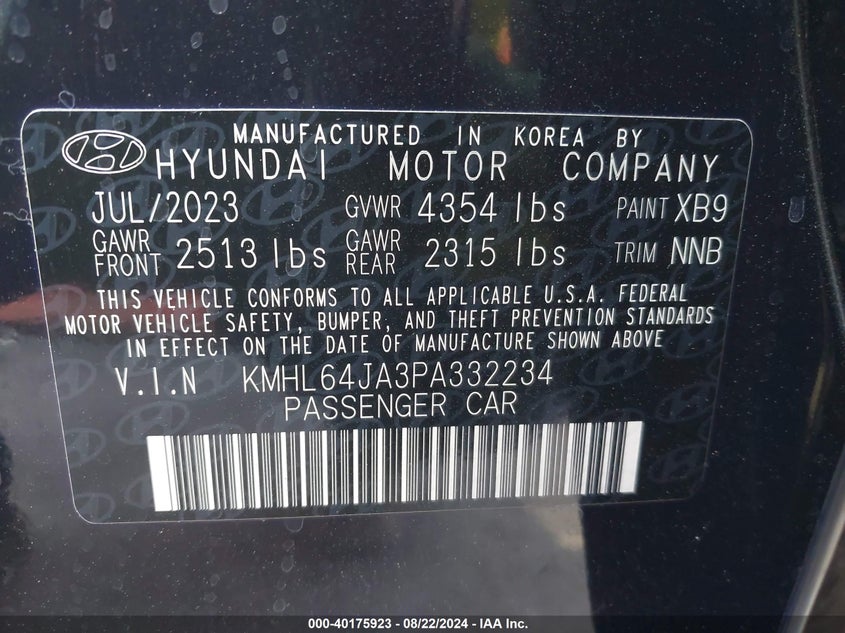 MANUFACTURED IN KOREA BY
HYUNDAI MOTOR COMPANY
JUL/2023 GVWR 4354 lbs PAINT XB9
GAWR FRONT 2513 lbs GAWR REAR 2315 lbs TRIM NNB
THIS VEHICLE CONFORMS TO ALL APPLICABLE U.S.A. FEDERAL
MOTOR VEHICLE SAFETY, BUMPER, AND THEFT PREVENTION STANDARDS
IN EFFECT ON THE DATE OF MANUFACTURE SHOWN ABOVE
V.I.N KMHL64JA3PA332234
PASSENGER CAR
000-40175923 - 08/22/2024 - IAA Inc.